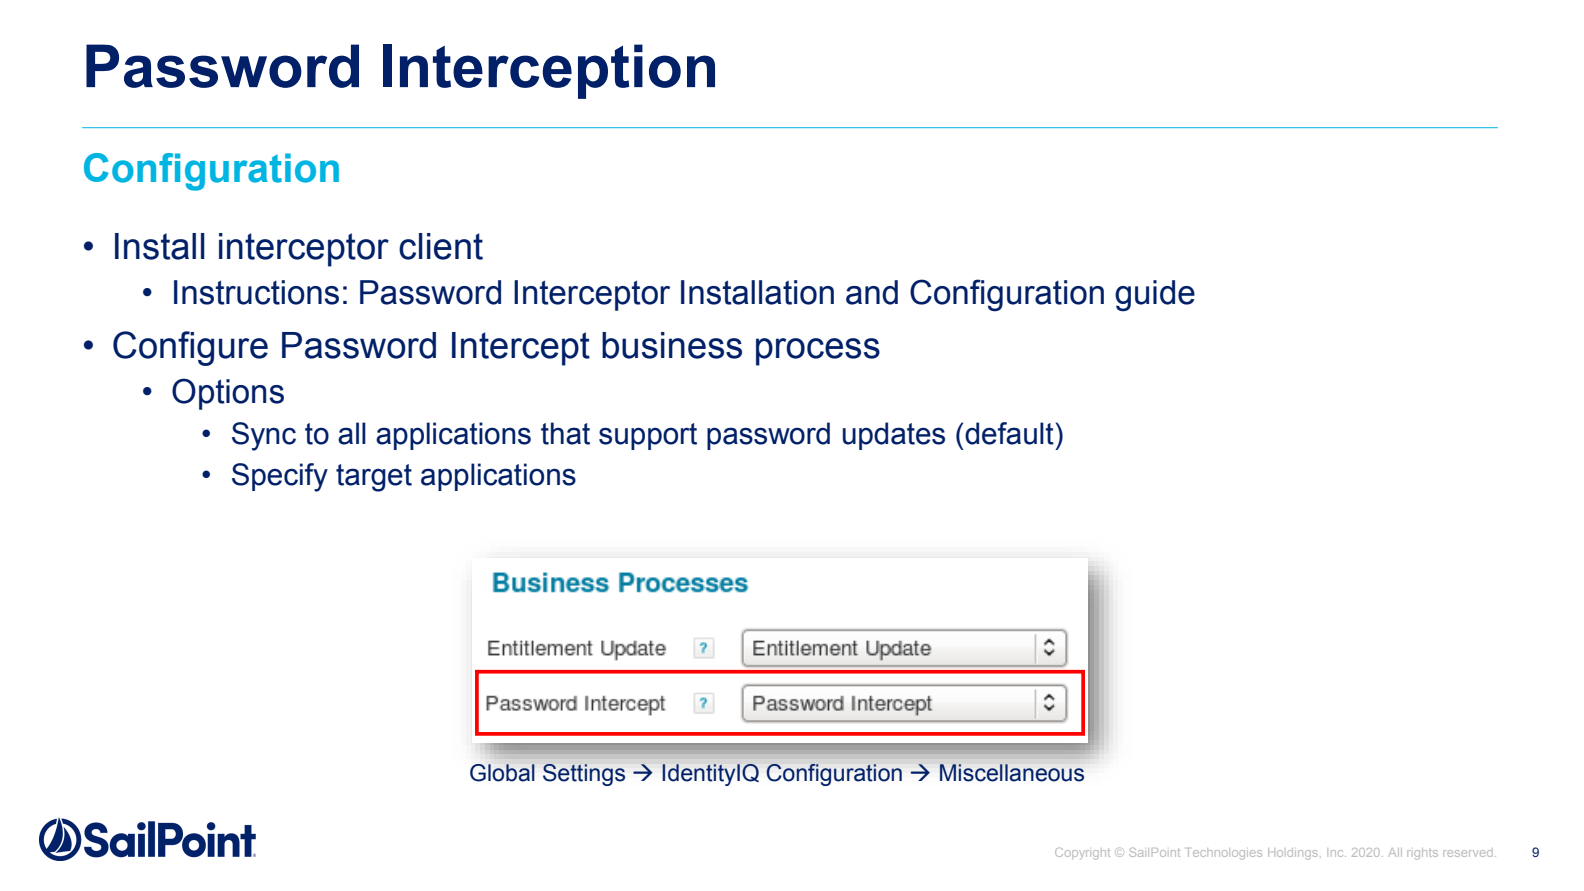 Password Interception
Configuration
• Install interceptor client
• Instructions: Password Interceptor Installation and Configuration guide
• Configure Password Intercept business process
• Options
• Sync to all applications that support password updates (default)
• Specify target applications
Business Processes
Entitlement Update ? Entitlement Update
Password Intercept ? Password Intercept
Global Settings → IdentityIQ Configuration → Miscellaneous
SailPoint
Copyright © SailPoint Technologies Holdings, Inc. 2020. All rights reserved. 9